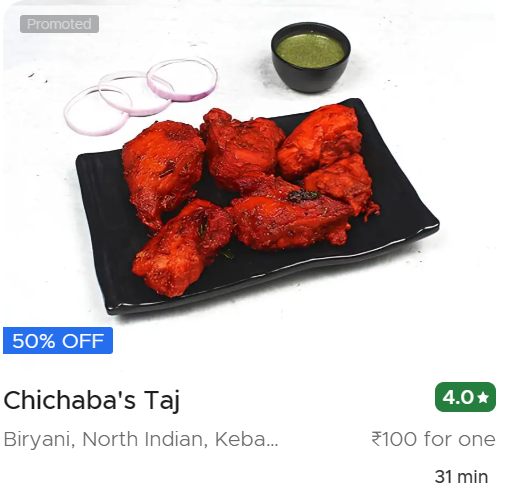 Promoted
50% OFF
Chichaba's Taj
4.0★
Biryani, North Indian, Keba...
₹100 for one
31 min